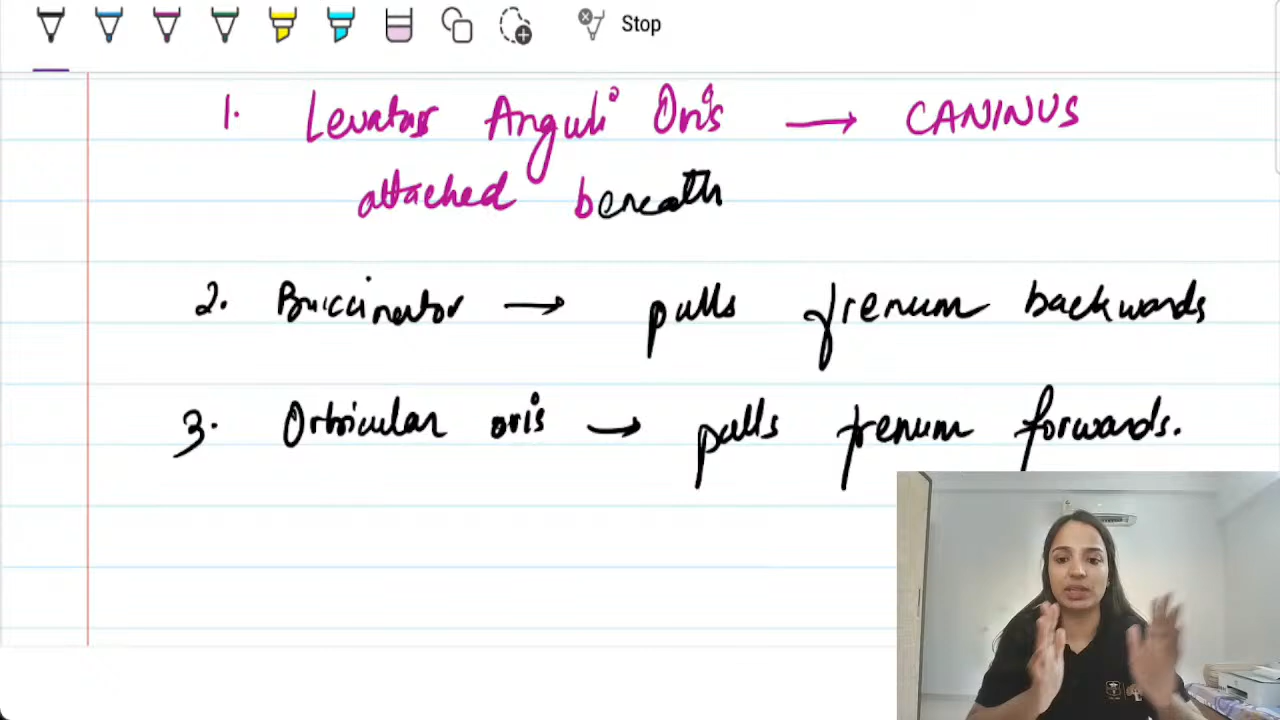 Stop
1. Levator Anguli Oris → CANINUS
attached beneath
2. Buccinator → pulls frenum backwards
3. Orbicular oris → pulls frenum forwards.